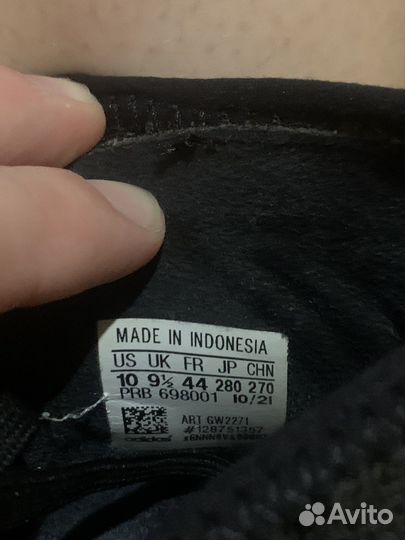 MADE IN INDONESIA
US UK FR JP CHN
10 9½ 44 280 270
PRB 698001 10/21
ART GW2271
adidas
Avito